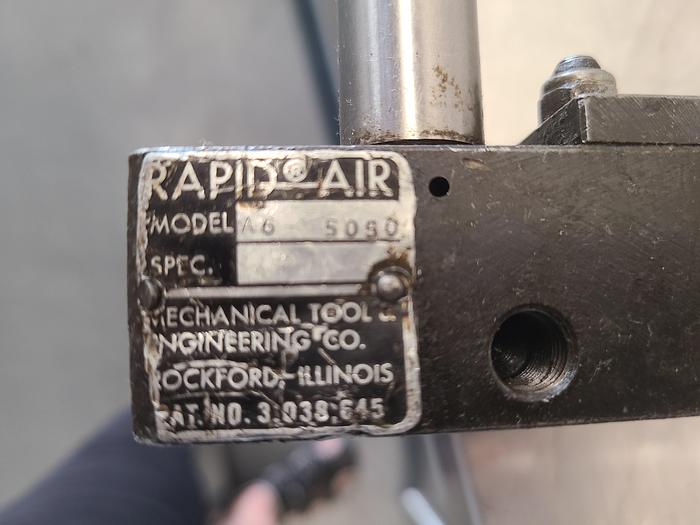 RAPID® AIR
MODEL A6 5080
SPEC.
MECHANICAL TOOL &
ENGINEERING CO.
ROCKFORD, ILLINOIS
PAT. NO. 3,038,645